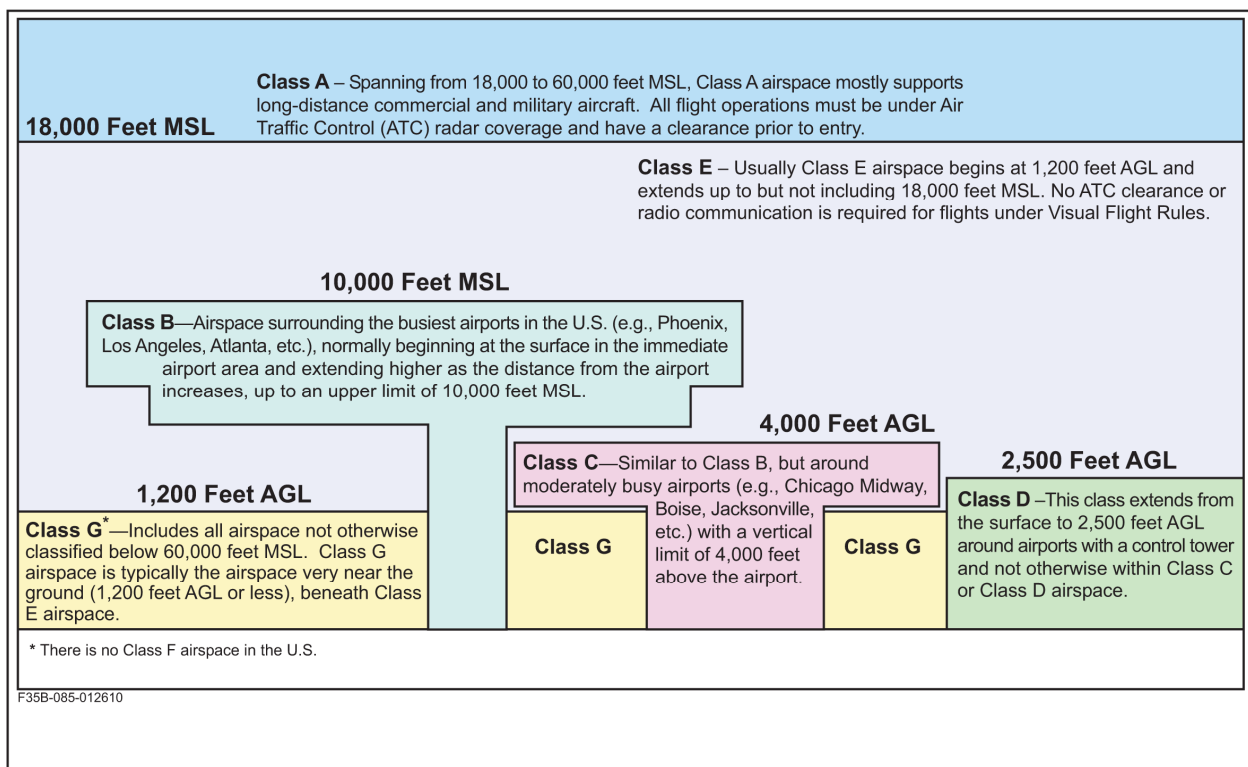 Class A – Spanning from 18,000 to 60,000 feet MSL, Class A airspace mostly supports
long-distance commercial and military aircraft. All flight operations must be under Air
Traffic Control (ATC) radar coverage and have a clearance prior to entry.
18,000 Feet MSL
Class E – Usually Class E airspace begins at 1,200 feet AGL and
extends up to but not including 18,000 feet MSL. No ATC clearance or
radio communication is required for flights under Visual Flight Rules.
10,000 Feet MSL
Class B—Airspace surrounding the busiest airports in the U.S. (e.g., Phoenix,
Los Angeles, Atlanta, etc.), normally beginning at the surface in the immediate
airport area and extending higher as the distance from the airport
increases, up to an upper limit of 10,000 feet MSL.
4,000 Feet AGL
Class C—Similar to Class B, but around
moderately busy airports (e.g., Chicago Midway,
Boise, Jacksonville,
etc.) with a vertical
limit of 4,000 feet
above the airport.
2,500 Feet AGL
Class D –This class extends from
the surface to 2,500 feet AGL
around airports with a control tower
and not otherwise within Class C
or Class D airspace.
1,200 Feet AGL
Class G*—Includes all airspace not otherwise
classified below 60,000 feet MSL. Class G
airspace is typically the airspace very near the
ground (1,200 feet AGL or less), beneath Class
E airspace.
Class G
Class G
* There is no Class F airspace in the U.S.
F35B-085-012610